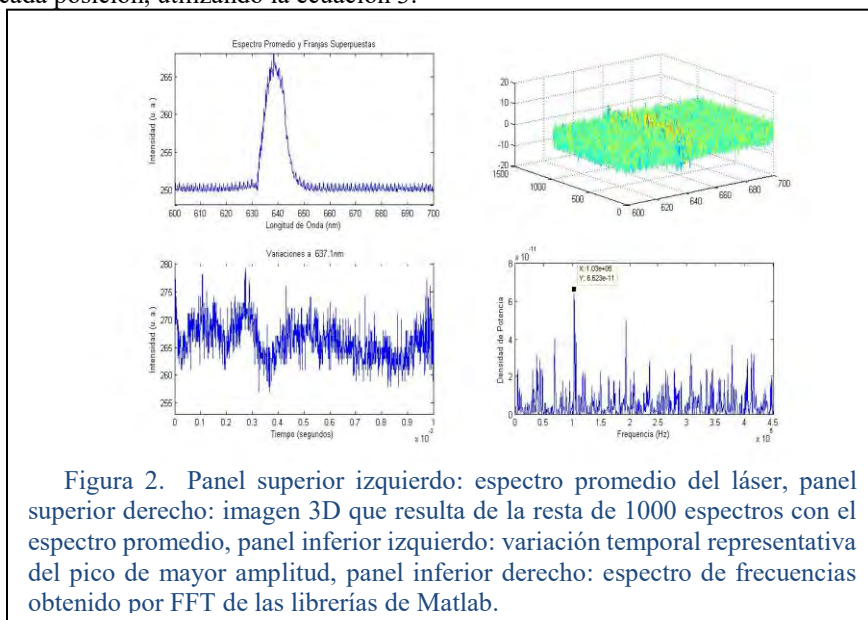 cada posición, utilizando la ecuación 3.
Espectro Promedio y Franjas Superpuestas
Intensidad (u. a.)
265
260
255
250
600 610 620 630 640 650 660 670 680 690 700
Longitud de Onda (nm)
20
10
0
-10
-20
1500
1000
500
0
600
620
640
660
680
700
Variaciones a 637.1nm
Intensidad (u. a.)
280
275
270
265
260
255
0 0.1 0.2 0.3 0.4 0.5 0.6 0.7 0.8 0.9 1
Tiempo (segundos)
x 10
x 10
Densidad de Potencia
8
6
4
2
0
X: 1.03e+05
Y: 6.623e-11
0 0.5 1 1.5 2 2.5 3 3.5 4 4.5
Frecuencia (Hz)
x 10
Figura 2. Panel superior izquierdo: espectro promedio del láser, panel
superior derecho: imagen 3D que resulta de la resta de 1000 espectros con el
espectro promedio, panel inferior izquierdo: variación temporal representativa
del pico de mayor amplitud, panel inferior derecho: espectro de frecuencias
obtenido por FFT de las librerías de Matlab.